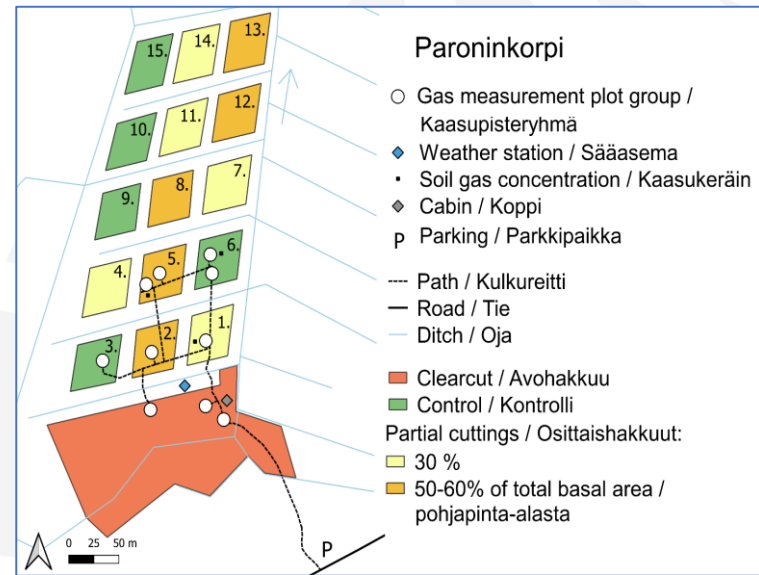 15.
14.
13.
10.
11.
12.
9.
8.
7.
4.
5.
6.
3.
2.
1.
P
0 25 50 m
Paroninkorpi
Gas measurement plot group /
Kaasupisteryhmä
Weather station / Sääasema
Soil gas concentration / Kaasukeräin
Cabin / Koppi
P Parking / Parkkipaikka
Path / Kulkureitti
Road / Tie
Ditch / Oja
Clearcut / Avohakkuu
Control / Kontrolli
Partial cuttings / Osittaishakkuut:
30 %
50-60% of total basal area /
pohjapinta-alasta